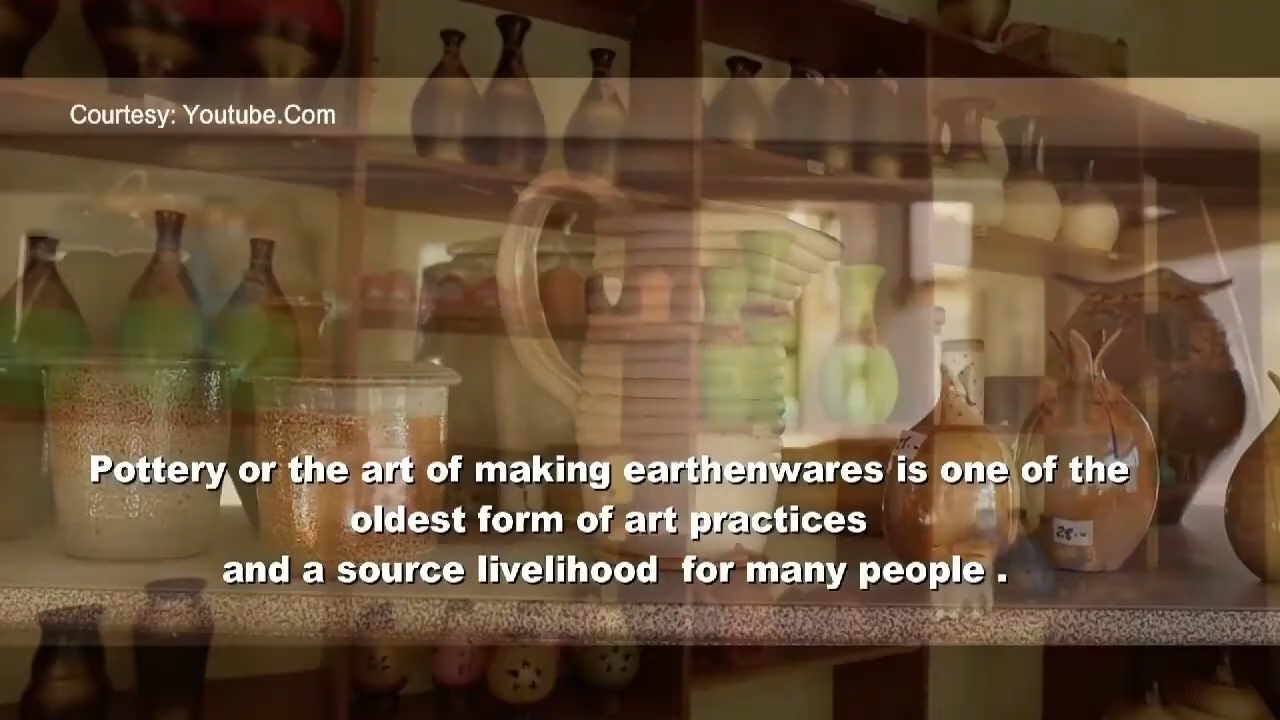 Courtesy: Youtube.Com
Pottery or the art of making earthenwares is one of the
oldest form of art practices
and a source livelihood  for many people .